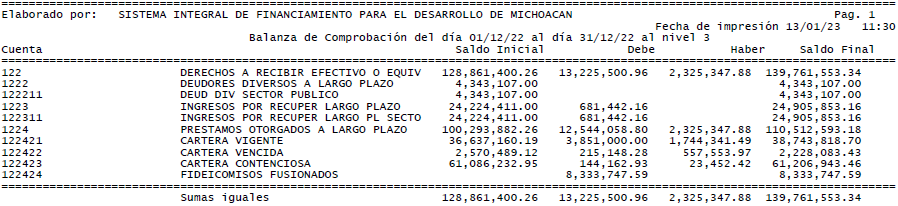 Elaborado por: SISTEMA INTEGRAL DE FINANCIAMIENTO PARA EL DESARROLLO DE MICHOACAN Pag. 1
Fecha de impresión 13/01/23 11:30
Balanza de Comprobación del día 01/12/22 al día 31/12/22 al nivel 3
Cuenta Saldo Inicial Debe Haber Saldo Final
122 DERECHOS A RECIBIR EFECTIVO O EQUIV 128,861,400.26 13,225,500.96 2,325,347.88 139,761,553.34
1222 DEUDORES DIVERSOS A LARGO PLAZO 4,343,107.00 4,343,107.00
122211 DEUD DIV SECTOR PUBLICO 4,343,107.00 4,343,107.00
1223 INGRESOS POR RECUPER LARGO PLAZO 24,224,411.00 681,442.16 24,905,853.16
122311 INGRESOS POR RECUPER LARGO PL SECTO 24,224,411.00 681,442.16 24,905,853.16
1224 PRESTAMOS OTORGADOS A LARGO PLAZO 100,293,882.26 12,544,058.80 2,325,347.88 110,512,593.18
122421 CARTERA VIGENTE 36,637,160.19 3,851,000.00 1,744,341.49 38,743,818.70
122422 CARTERA VENCIDA 2,570,489.12 215,148.28 557,553.97 2,228,083.43
122423 CARTERA CONTENCIOSA 61,086,232.95 144,162.93 23,452.42 61,206,943.46
122424 FIDEICOMISOS FUSIONADOS 8,333,747.59 8,333,747.59
Sumas iguales 128,861,400.26 13,225,500.96 2,325,347.88 139,761,553.34